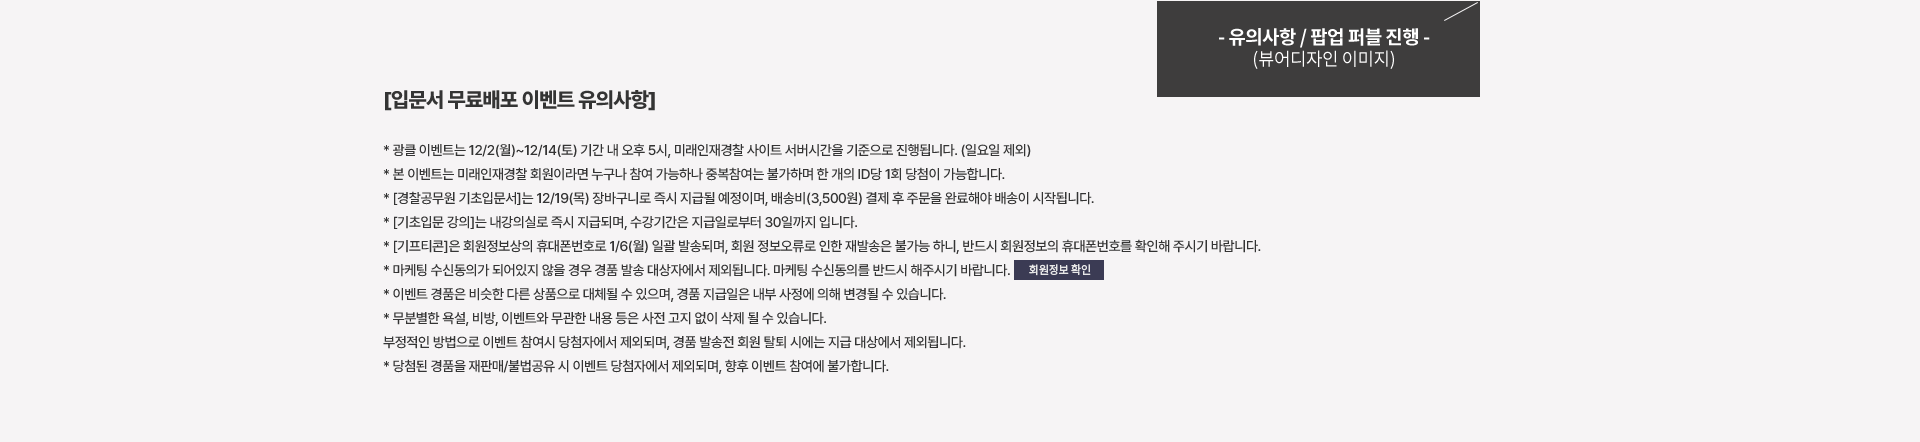 - 유의사항 / 팝업 퍼블 진행 -
(뷰어디자인 이미지)
[입문서 무료배포 이벤트 유의사항]
* 광클 이벤트는 12/2(월)~12/14(토) 기간 내 오후 5시, 미래인재경찰 사이트 서버시간을 기준으로 진행됩니다. (일요일 제외)
* 본 이벤트는 미래인재경찰 회원이라면 누구나 참여 가능하나 중복참여는 불가하며 한 개의 ID당 1회 당첨이 가능합니다.
* [경찰공무원 기초입문서]는 12/19(목) 장바구니로 즉시 지급될 예정이며, 배송비(3,500원) 결제 후 주문을 완료해야 배송이 시작됩니다.
* [기초입문 강의]는 내강의실로 즉시 지급되며, 수강기간은 지급일로부터 30일까지 입니다.
* [기프티콘]은 회원정보상의 휴대폰번호로 1/6(월) 일괄 발송되며, 회원 정보오류로 인한 재발송은 불가능 하니, 반드시 회원정보의 휴대폰번호를 확인해 주시기 바랍니다.
* 마케팅 수신동의가 되어있지 않을 경우 경품 발송 대상자에서 제외됩니다. 마케팅 수신동의를 반드시 해주시기 바랍니다. 회원정보 확인
* 이벤트 경품은 비슷한 다른 상품으로 대체될 수 있으며, 경품 지급일은 내부 사정에 의해 변경될 수 있습니다.
* 무분별한 욕설, 비방, 이벤트와 무관한 내용 등은 사전 고지 없이 삭제 될 수 있습니다.
부정적인 방법으로 이벤트 참여시 당첨자에서 제외되며, 경품 발송전 회원 탈퇴 시에는 지급 대상에서 제외됩니다.
* 당첨된 경품을 재판매/불법공유 시 이벤트 당첨자에서 제외되며, 향후 이벤트 참여에 불가합니다.